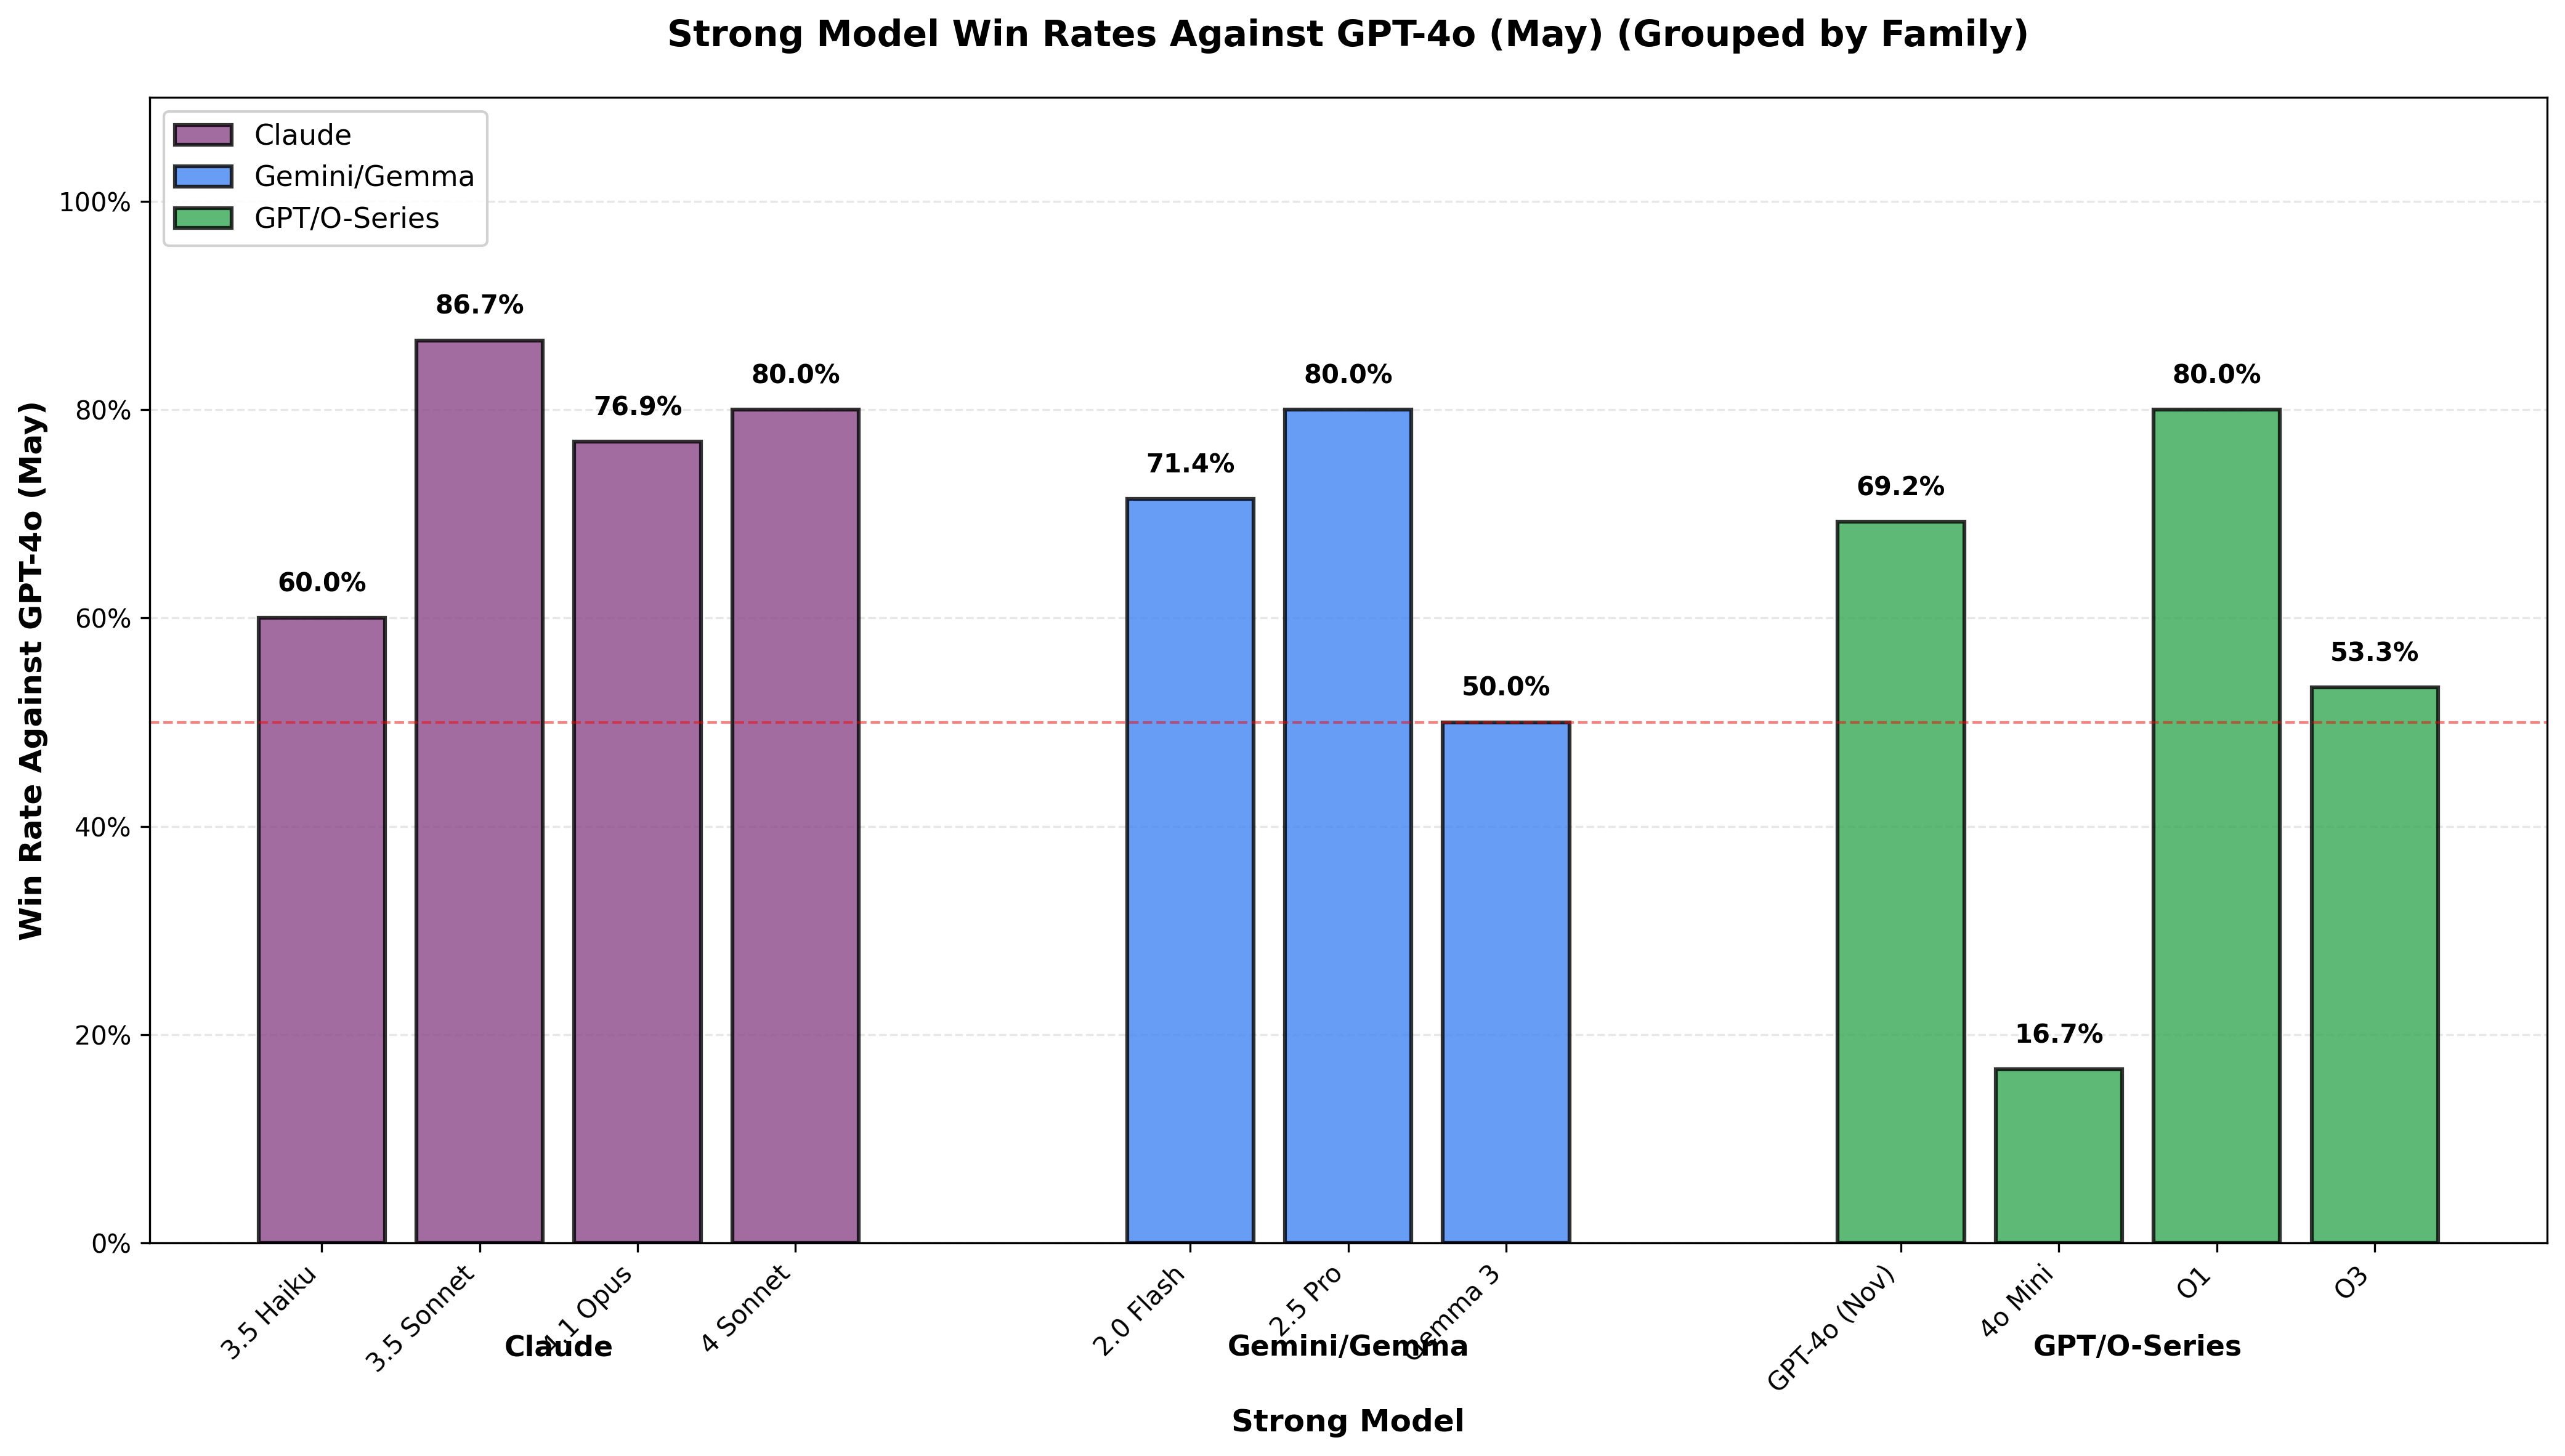 Strong Model Win Rates Against GPT-4o (May) (Grouped by Family)
Claude
Gemini/Gemma
GPT/O-Series
Win Rate Against GPT-4o (May)
100%
80%
60%
40%
20%
0%
60.0%
86.7%
76.9%
80.0%
71.4%
80.0%
50.0%
69.2%
16.7%
80.0%
53.3%
3.5 Haiku
3.5 Sonnet
4.1 Opus
4 Sonnet
2.0 Flash
2.5 Pro
Gemma 3
GPT-4o (Nov)
4o Mini
O1
O3
Claude
Gemini/Gemma
GPT/O-Series
Strong Model